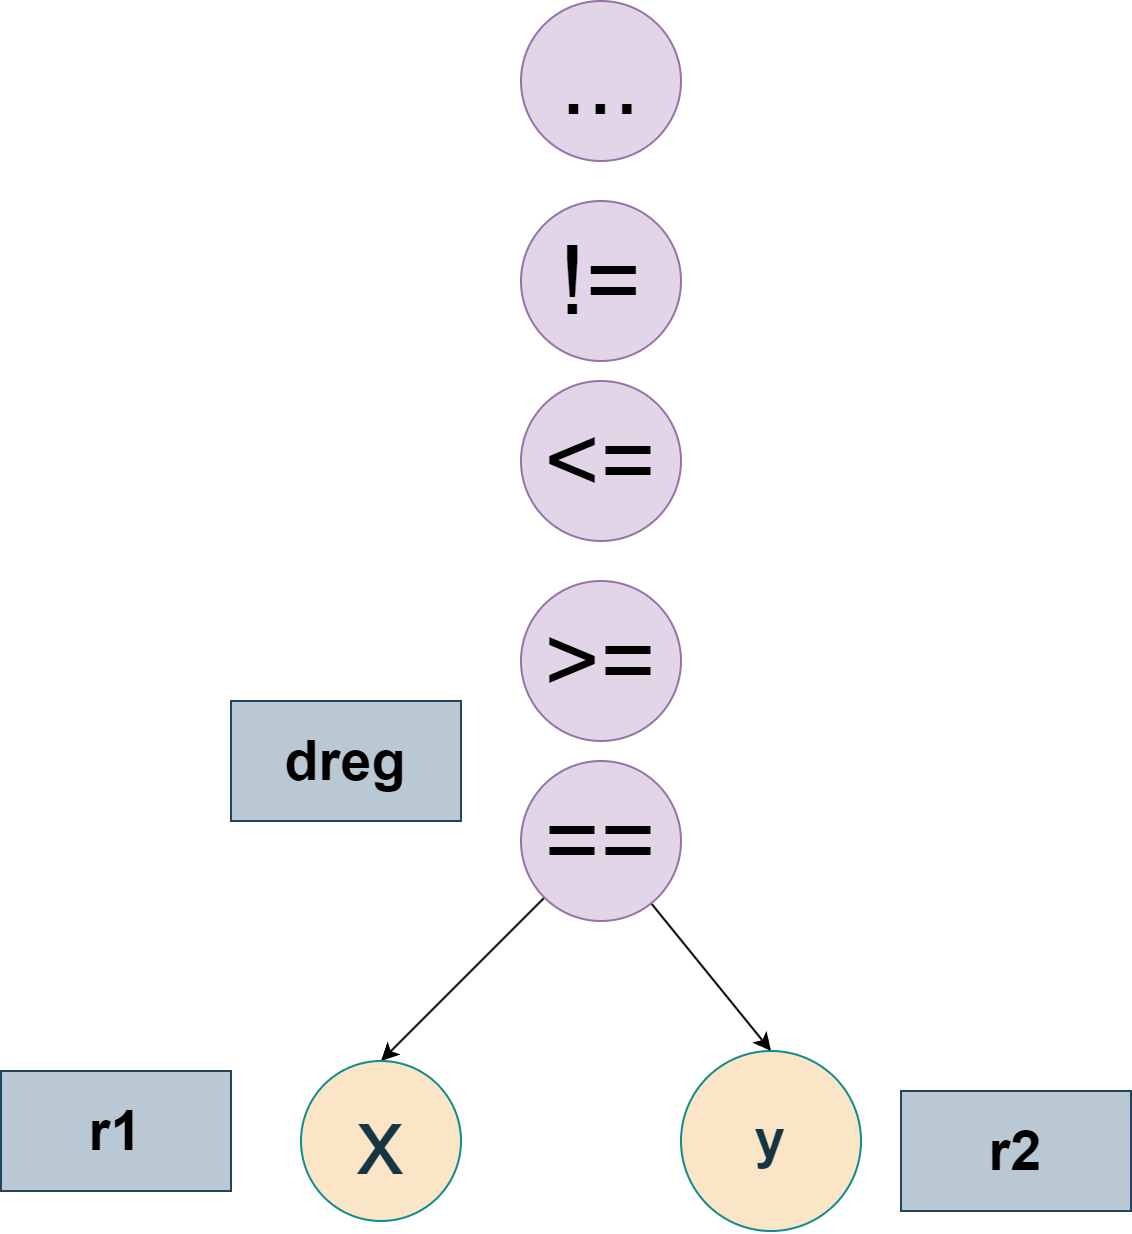 ...
!=
<=
>=
dreg
==
r1
X
y
r2